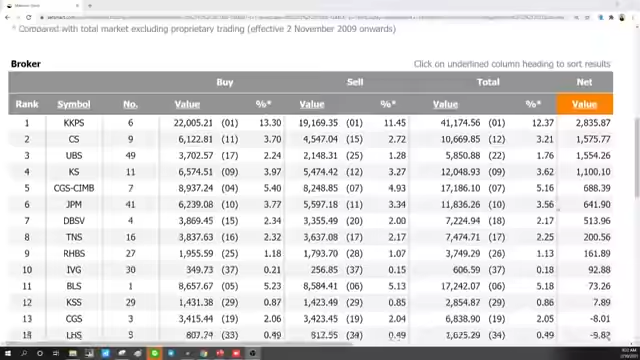 * Compared with total market excluding proprietary trading (effective 2 November 2009 onwards)
Broker Click on underlined column heading to sort results
Buy Sell Total Net
Rank Symbol No. Value %* Value %* Value %* Value
1 KKPS 6 22,005.21 (01) 13.30 19,169.35 (01) 11.45 41,174.56 (01) 12.37 2,835.87
2 CS 9 6,122.81 (11) 3.70 4,547.04 (15) 2.72 10,669.85 (12) 3.21 1,575.77
3 UBS 49 3,702.57 (17) 2.24 2,148.31 (25) 1.28 5,850.88 (22) 1.76 1,554.26
4 KS 11 6,574.51 (09) 3.97 5,474.42 (12) 3.27 12,048.93 (09) 3.62 1,100.10
5 CGS-CIMB 7 8,937.24 (04) 5.40 8,248.85 (07) 4.93 17,186.10 (07) 5.16 688.39
6 JPM 41 6,239.08 (10) 3.77 5,597.18 (11) 3.34 11,836.26 (10) 3.56 641.90
7 DBSV 4 3,869.45 (15) 2.34 3,355.49 (20) 2.00 7,224.94 (18) 2.17 513.96
8 TNS 16 3,837.63 (16) 2.32 3,637.08 (17) 2.17 7,474.71 (17) 2.25 200.56
9 RHBS 27 1,955.59 (25) 1.18 1,793.70 (28) 1.07 3,749.29 (26) 1.13 161.89
10 IVG 30 349.73 (37) 0.21 256.85 (37) 0.15 606.59 (37) 0.18 92.88
11 BLS 1 8,657.67 (05) 5.23 8,584.41 (06) 5.13 17,242.07 (06) 5.18 73.26
12 KSS 29 1,431.38 (29) 0.87 1,423.49 (29) 0.85 2,854.87 (29) 0.86 7.89
13 CGS 3 3,415.44 (19) 2.06 3,423.45 (19) 2.04 6,838.90 (19) 2.05 -8.01
LHS 5 807.74 (33) 0.49 (34) 0.49 (34) 0.49 -9.82